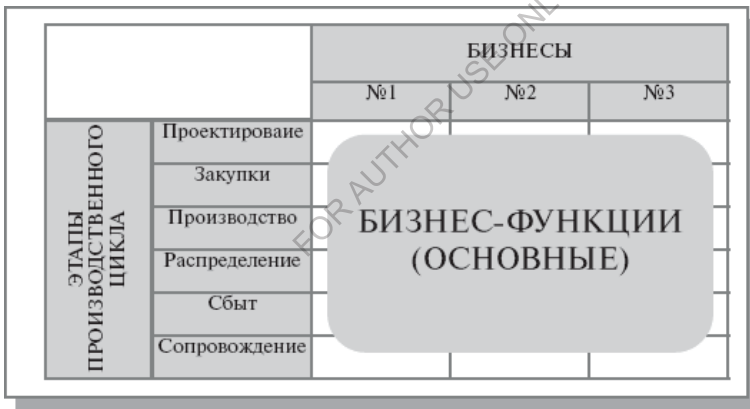 БИЗНЕСЫ
№1 №2 №3
ЭТАПЫ
ПРОИЗВОДСТВЕННОГО
ЦИКЛА
Проектироваие
Закупки
Производство
Распределение
Сбыт
Сопровождение
БИЗНЕС-ФУНКЦИИ
(ОСНОВНЫЕ)
FOR AUTHOR USE ONL